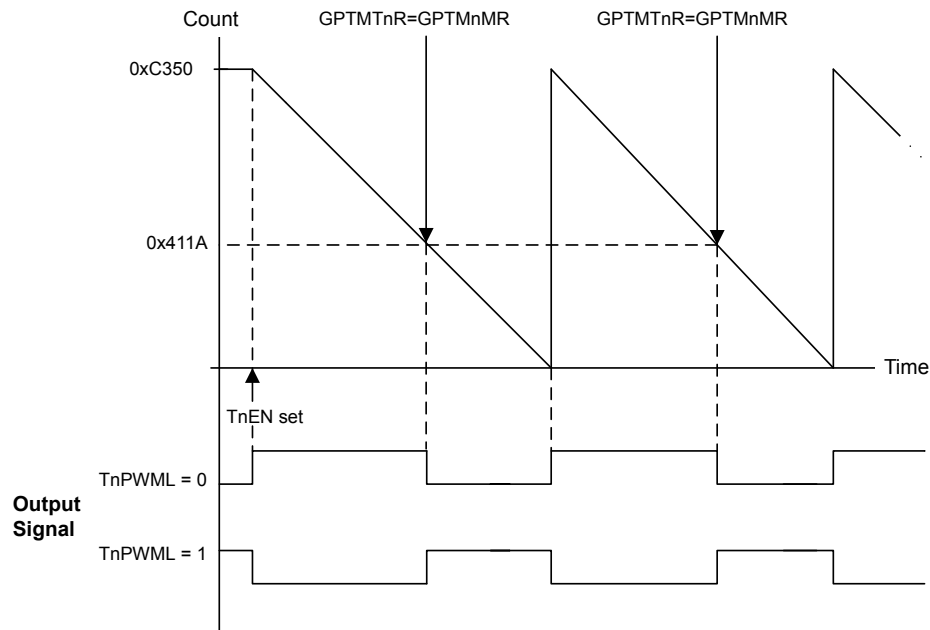 Count
GPTMTnR=GPTMnMR
GPTMTnR=GPTMnMR
0xC350
0x411A
Time
TnEN set
TnPWML = 0
Output
Signal
TnPWML = 1